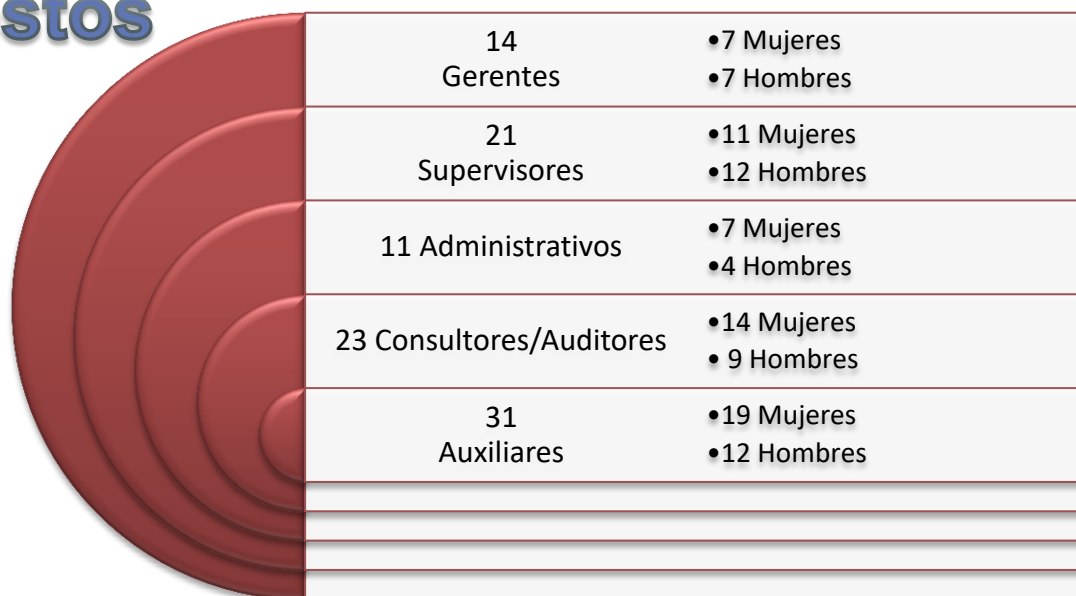 stos
14
Gerentes
•7 Mujeres
•7 Hombres
21
Supervisores
•11 Mujeres
•12 Hombres
11 Administrativos
•7 Mujeres
•4 Hombres
23 Consultores/Auditores
•14 Mujeres
• 9 Hombres
31
Auxiliares
•19 Mujeres
•12 Hombres